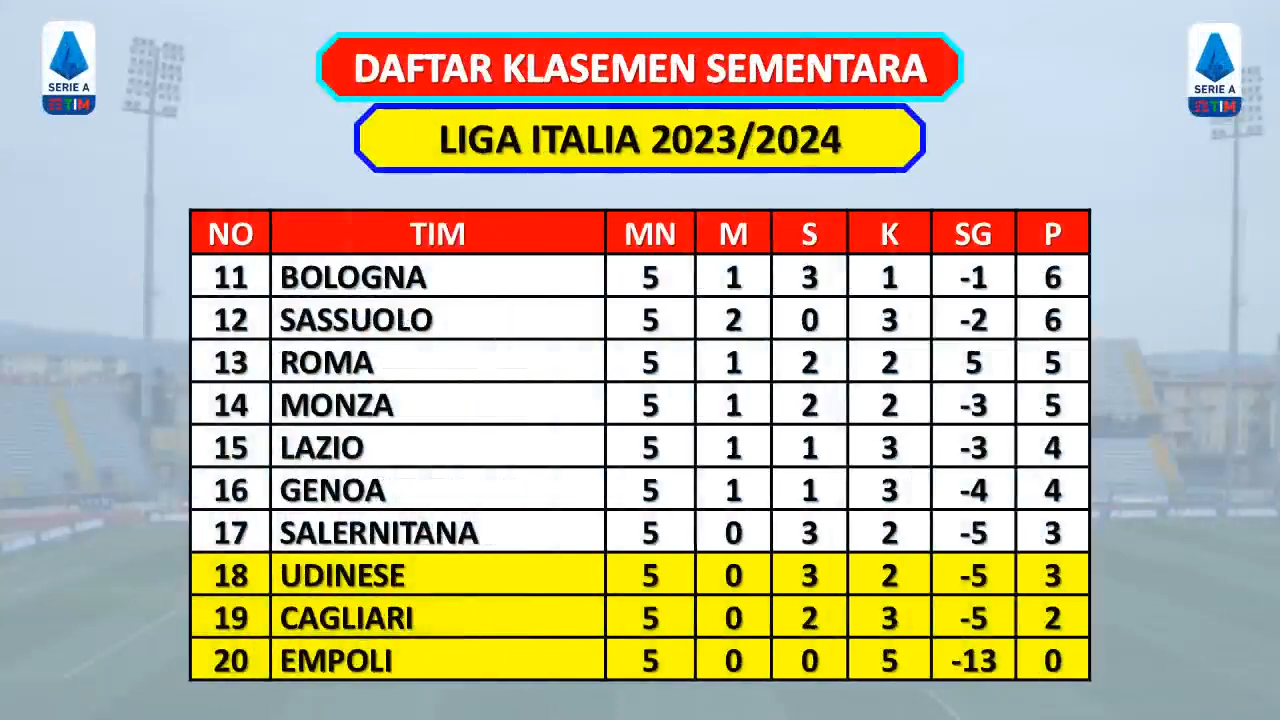 SERIE A
TIM
DAFTAR KLASEMEN SEMENTARA
SERIE A
TIM
LIGA ITALIA 2023/2024
NO TIM MN M S K SG P
11 BOLOGNA 5 1 3 1 -1 6
12 SASSUOLO 5 2 0 3 -2 6
13 ROMA 5 1 2 2 5 5
14 MONZA 5 1 2 2 -3 5
15 LAZIO 5 1 1 3 -3 4
16 GENOA 5 1 1 3 -4 4
17 SALERNITANA 5 0 3 2 -5 3
18 UDINESE 5 0 3 2 -5 3
19 CAGLIARI 5 0 2 3 -5 2
20 EMPOLI 5 0 0 5 -13 0